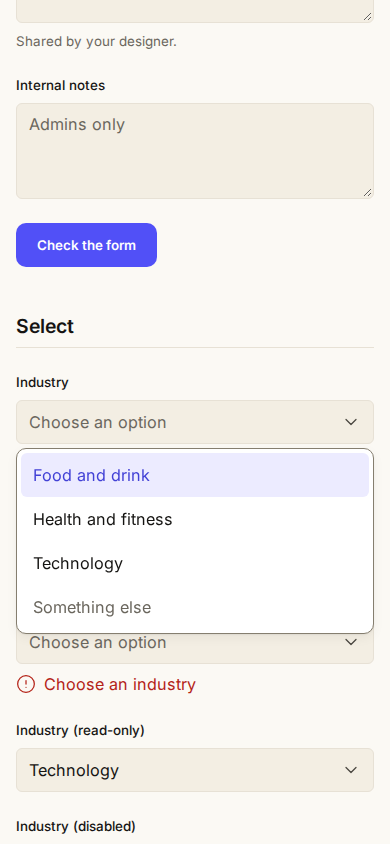 Shared by your designer.
Internal notes
Admins only
Check the form
Select
Industry
Choose an option
Food and drink
Health and fitness
Technology
Something else
Choose an option
Choose an industry
Industry (read-only)
Technology
Industry (disabled)